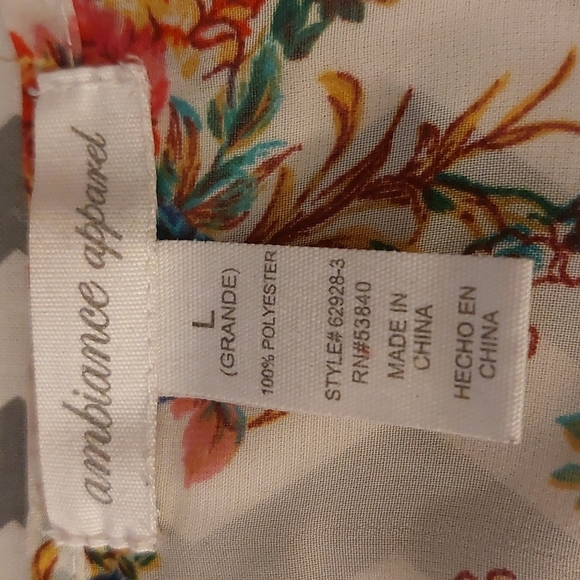 ambiance apparel
L
(GRANDE)
100% POLYESTER
STYLE# 62928-3
RN#53840
MADE IN
CHINA
HECHO EN
CHINA